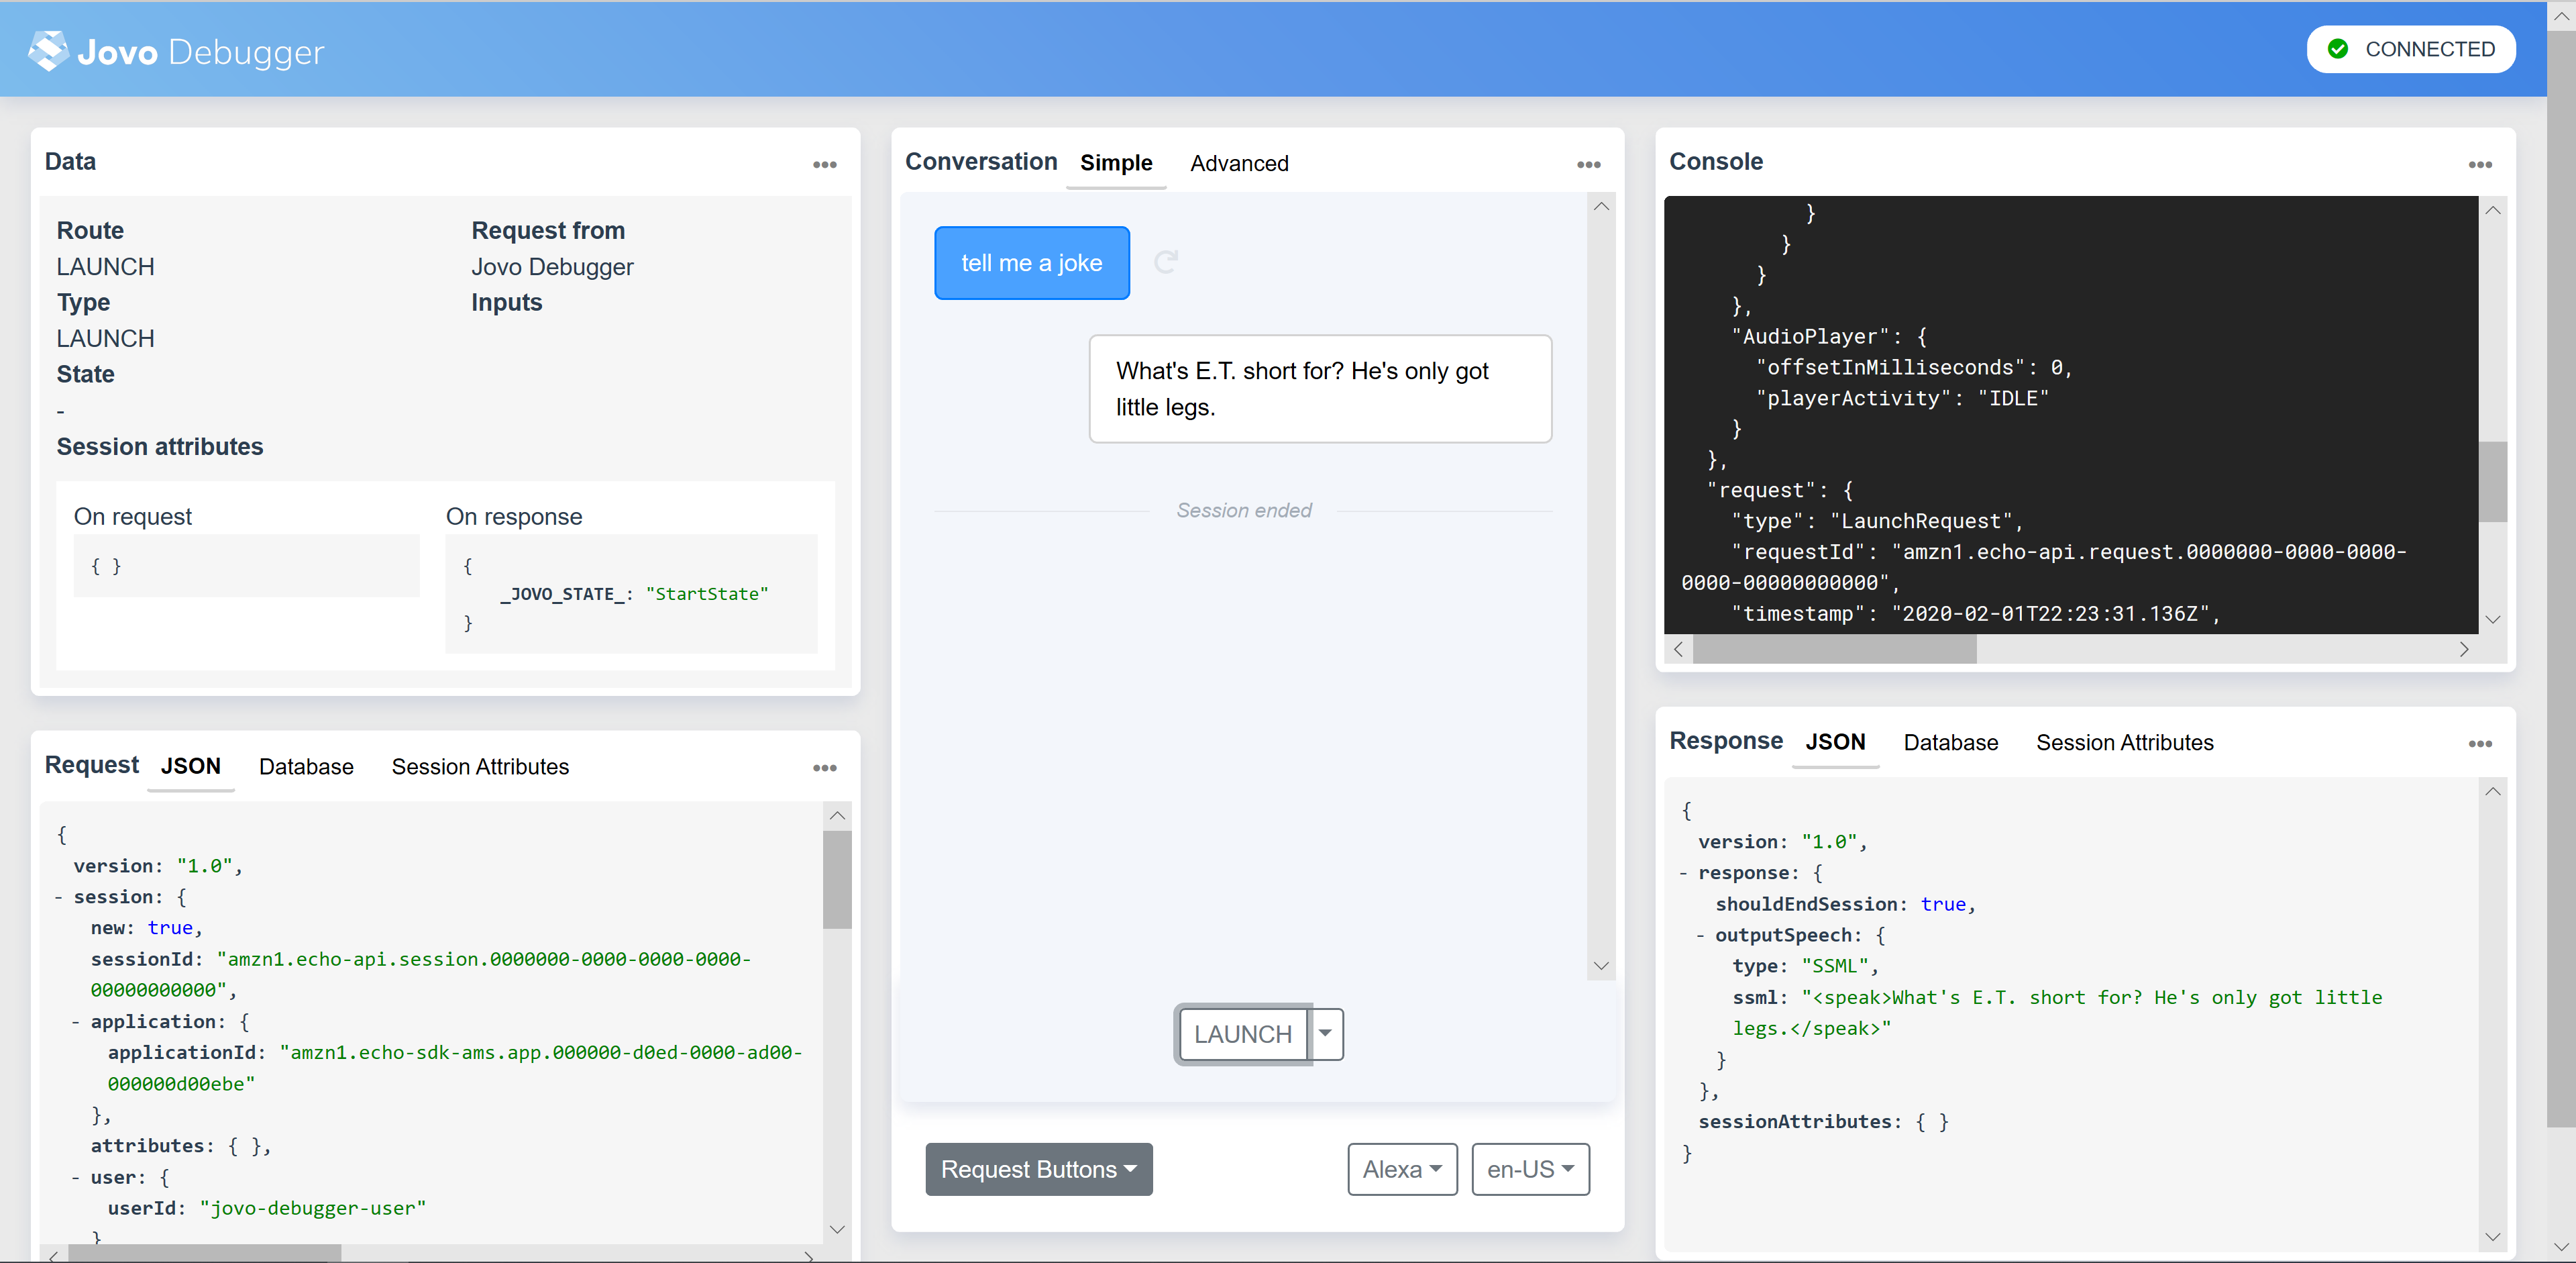 Jovo Debugger
CONNECTED
Data
Route
LAUNCH
Type
LAUNCH
State
-
Request from
Jovo Debugger
Inputs
Session attributes
On request
{ }
On response
{
_JOVO_STATE_: "StartState"
}
Request JSON Database Session Attributes
{
version: "1.0",
- session: {
new: true,
sessionId: "amzn1.echo-api.session.0000000-0000-0000-0000-
00000000000",
- application: {
applicationId: "amzn1.echo-sdk-ams.app.000000-d0ed-0000-ad00-
000000d00ebe"
},
attributes: { },
- user: {
userId: "jovo-debugger-user"
}
Conversation Simple Advanced
tell me a joke
What's E.T. short for? He's only got
little legs.
Session ended
LAUNCH
Request Buttons
Alexa
en-US
Console
}
}
}
},
"AudioPlayer": {
"offsetInMilliseconds": 0,
"playerActivity": "IDLE"
}
},
"request": {
"type": "LaunchRequest",
"requestId": "amzn1.echo-api.request.0000000-0000-0000-
0000-00000000000",
"timestamp": "2020-02-01T22:23:31.136Z",
Response JSON Database Session Attributes
{
version: "1.0",
- response: {
shouldEndSession: true,
- outputSpeech: {
type: "SSML",
ssml: "<speak>What's E.T. short for? He's only got little
legs.</speak>"
}
},
sessionAttributes: { }
}